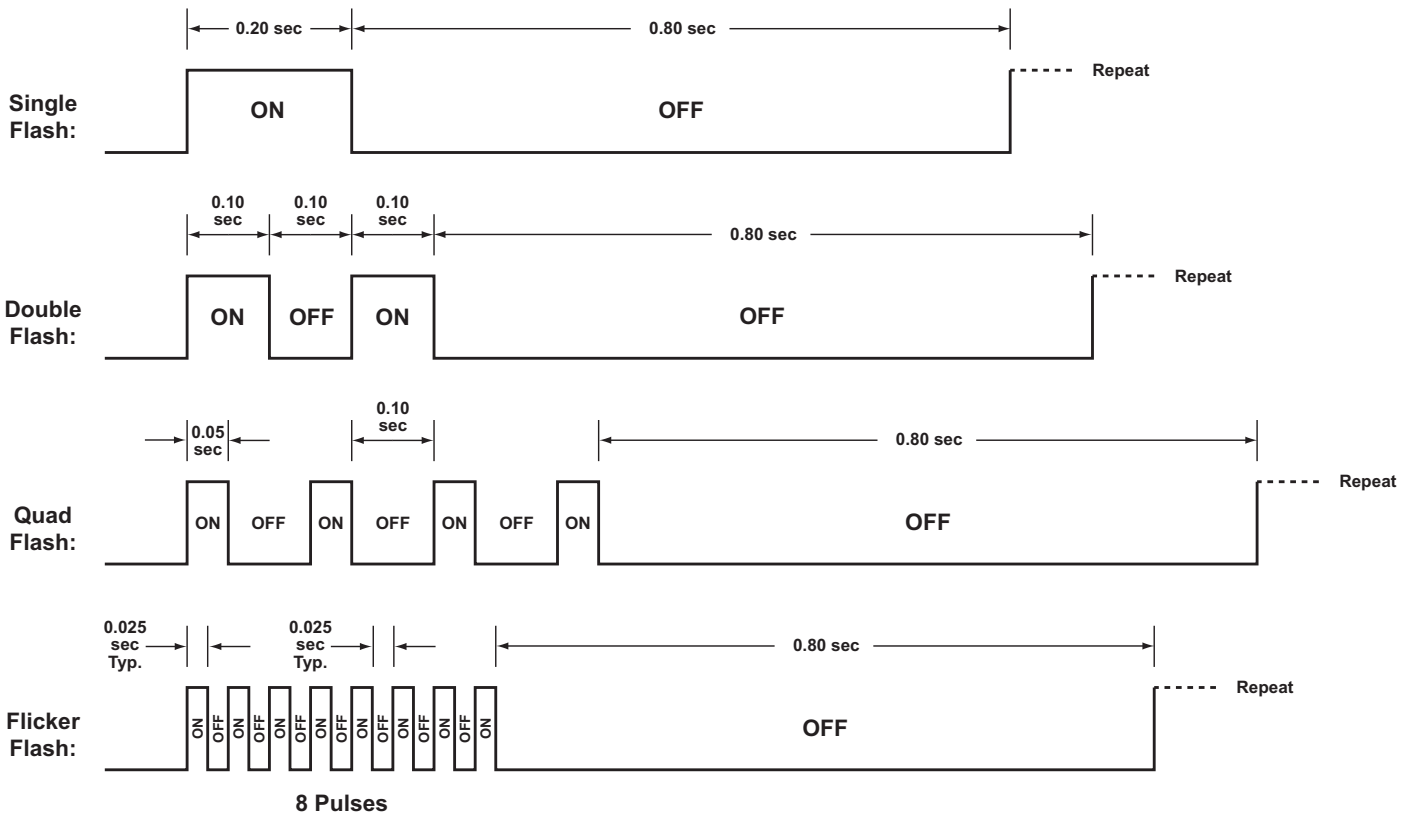 0.20 sec
0.80 sec
Repeat
Single
Flash:
ON
OFF
0.10
sec
0.10
sec
0.10
sec
0.80 sec
Repeat
Double
Flash:
ON
OFF
ON
OFF
0.05
sec
0.10
sec
0.80 sec
Repeat
Quad
Flash:
ON
OFF
ON
OFF
ON
OFF
ON
OFF
0.025
sec
Typ.
0.025
sec
Typ.
0.80 sec
Repeat
Flicker
Flash:
ON
OFF
ON
OFF
ON
OFF
ON
OFF
ON
OFF
ON
OFF
ON
OFF
ON
OFF
8 Pulses